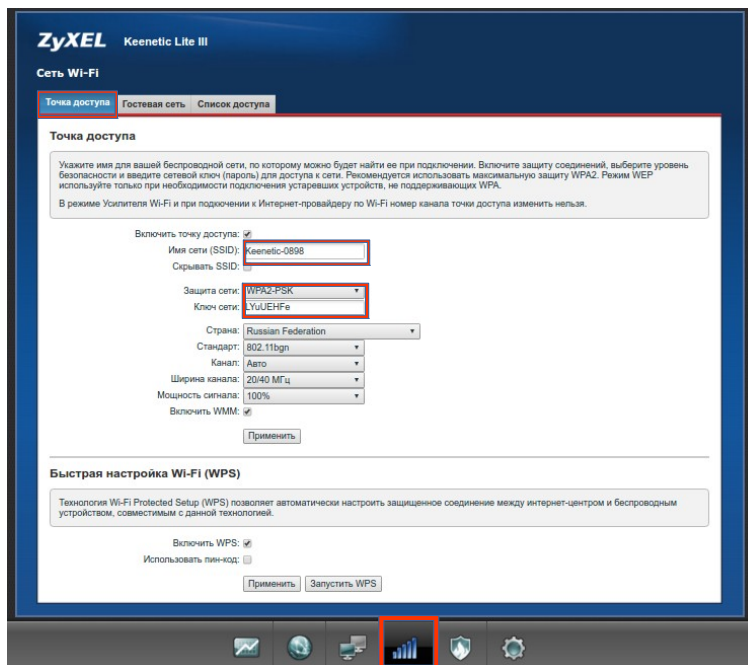 ZyXEL Keenetic Lite III
Сеть Wi-Fi
Точка доступа Гостевая сеть Список доступа
Точка доступа
Укажите имя для вашей беспроводной сети, по которому можно будет найти ее при подключении. Включите защиту соединений, выберите уровень
безопасности и введите сетевой ключ (пароль) для доступа к сети. Рекомендуется использовать максимальную защиту WPA2. Режим WEP
используйте только при необходимости подключения устаревших устройств, не поддерживающих WPA.
В режиме Усилителя Wi-Fi и при подкючении к Интернет-провайдеру по Wi-Fi номер канала точки доступа изменить нельзя.
Включить точку доступа:
Имя сети (SSID): Keenetic-0898
Скрывать SSID:
Защита сети: WPA2-PSK
Ключ сети: LYuUEHFe
Страна: Russian Federation
Стандарт: 802.11bgn
Канал: Авто
Ширина канала: 20/40 МГц
Мощность сигнала: 100%
Включить WMM:
Применить
Быстрая настройка Wi-Fi (WPS)
Технология Wi-Fi Protected Setup (WPS) позволяет автоматически настроить защищенное соединение между интернет-центром и беспроводным
устройством, совместимым с данной технологией.
Включить WPS:
Использовать пин-код:
Применить Запустить WPS